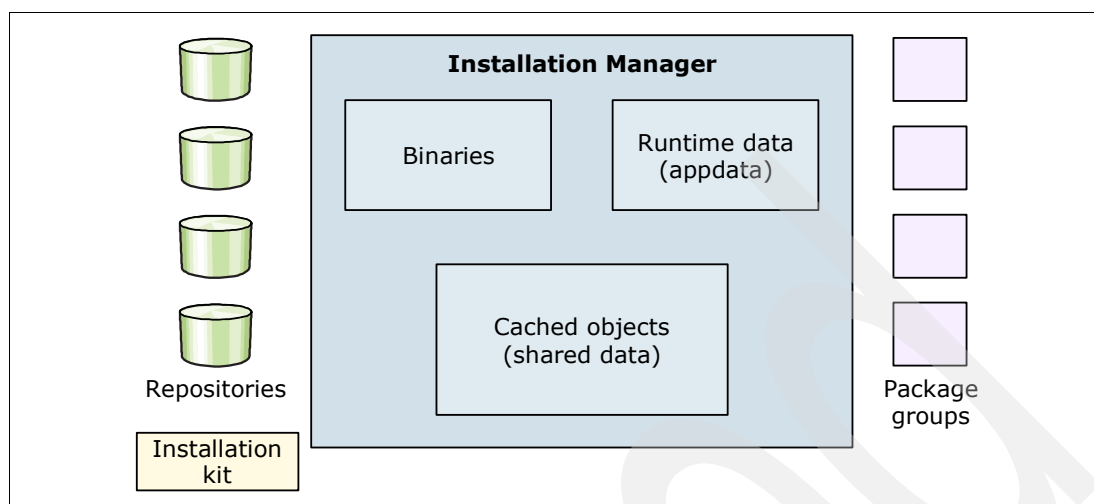 Installation Manager
Binaries
Runtime data
(appdata)
Cached objects
(shared data)
Repositories
Package
groups
Installation
kit